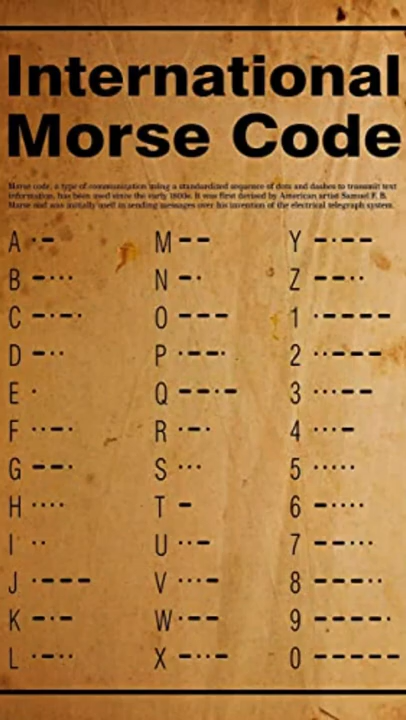 International
Morse Code
Morse code, a type of communication using a standardized sequence of dots and dashes to transmit text
information, has been used since the early 1800s. It was first devised by American artist Samuel F. B.
Morse and was initially used in sending messages over his invention of the electrical telegraph system.
A ·– M –– Y –·––
B –··· N –· Z ––··
C –·–· O ––– 1 ·––––
D –·· P ·––· 2 ··–––
E · Q ––·– 3 ···––
F ··–· R ·–· 4 ····–
G ––· S ··· 5 ·····
H ···· T – 6 –····
I ·· U ··– 7 ––···
J ·––– V ···– 8 –––··
K –·– W ·–– 9 ––––·
L ·–·· X –··– 0 –––––